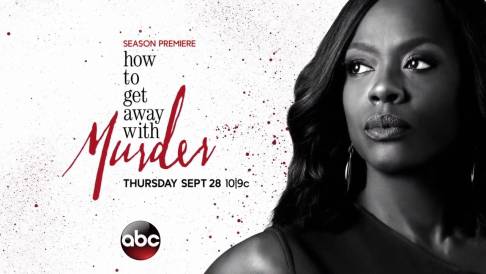 SEASON PREMIERE
how
to
get
away
with
Murder
THURSDAY SEPT 28 10|9c
abc